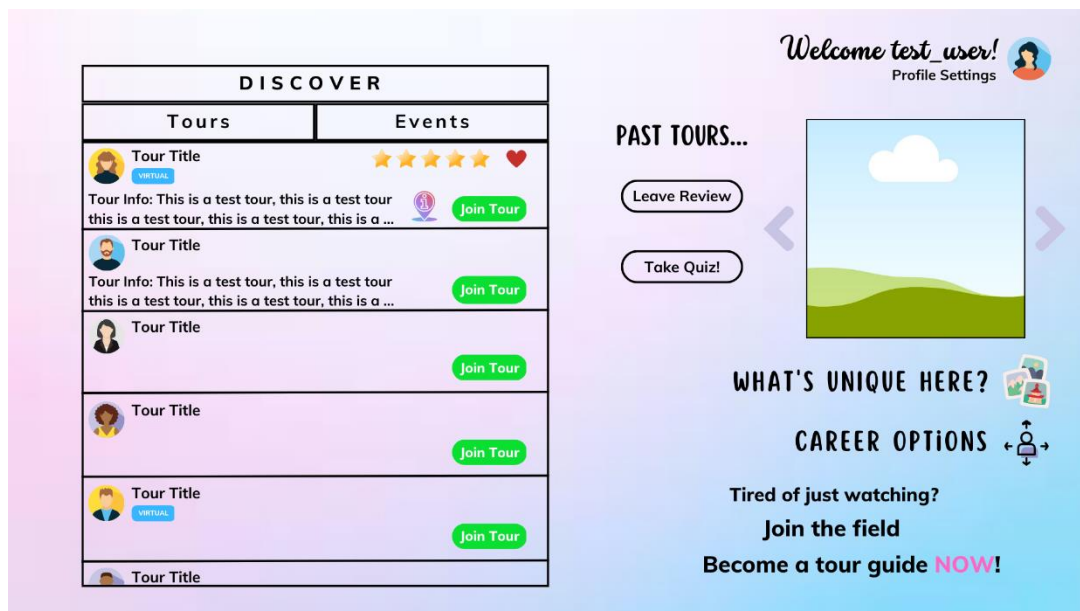 Welcome test_user!
Profile Settings
DISCOVER
Tours
Events
Tour Title
VIRTUAL
Tour Info: This is a test tour, this is a test tour
this is a test tour, this is a test tour, this is a ...
i
Join Tour
Tour Title
Tour Info: This is a test tour, this is a test tour
this is a test tour, this is a test tour, this is a ...
Join Tour
Tour Title
Join Tour
Tour Title
Join Tour
Tour Title
VIRTUAL
Join Tour
Tour Title
PAST TOURS...
Leave Review
Take Quiz!
WHAT'S UNIQUE HERE?
CAREER OPTiONS
Tired of just watching?
Join the field
Become a tour guide NOW!